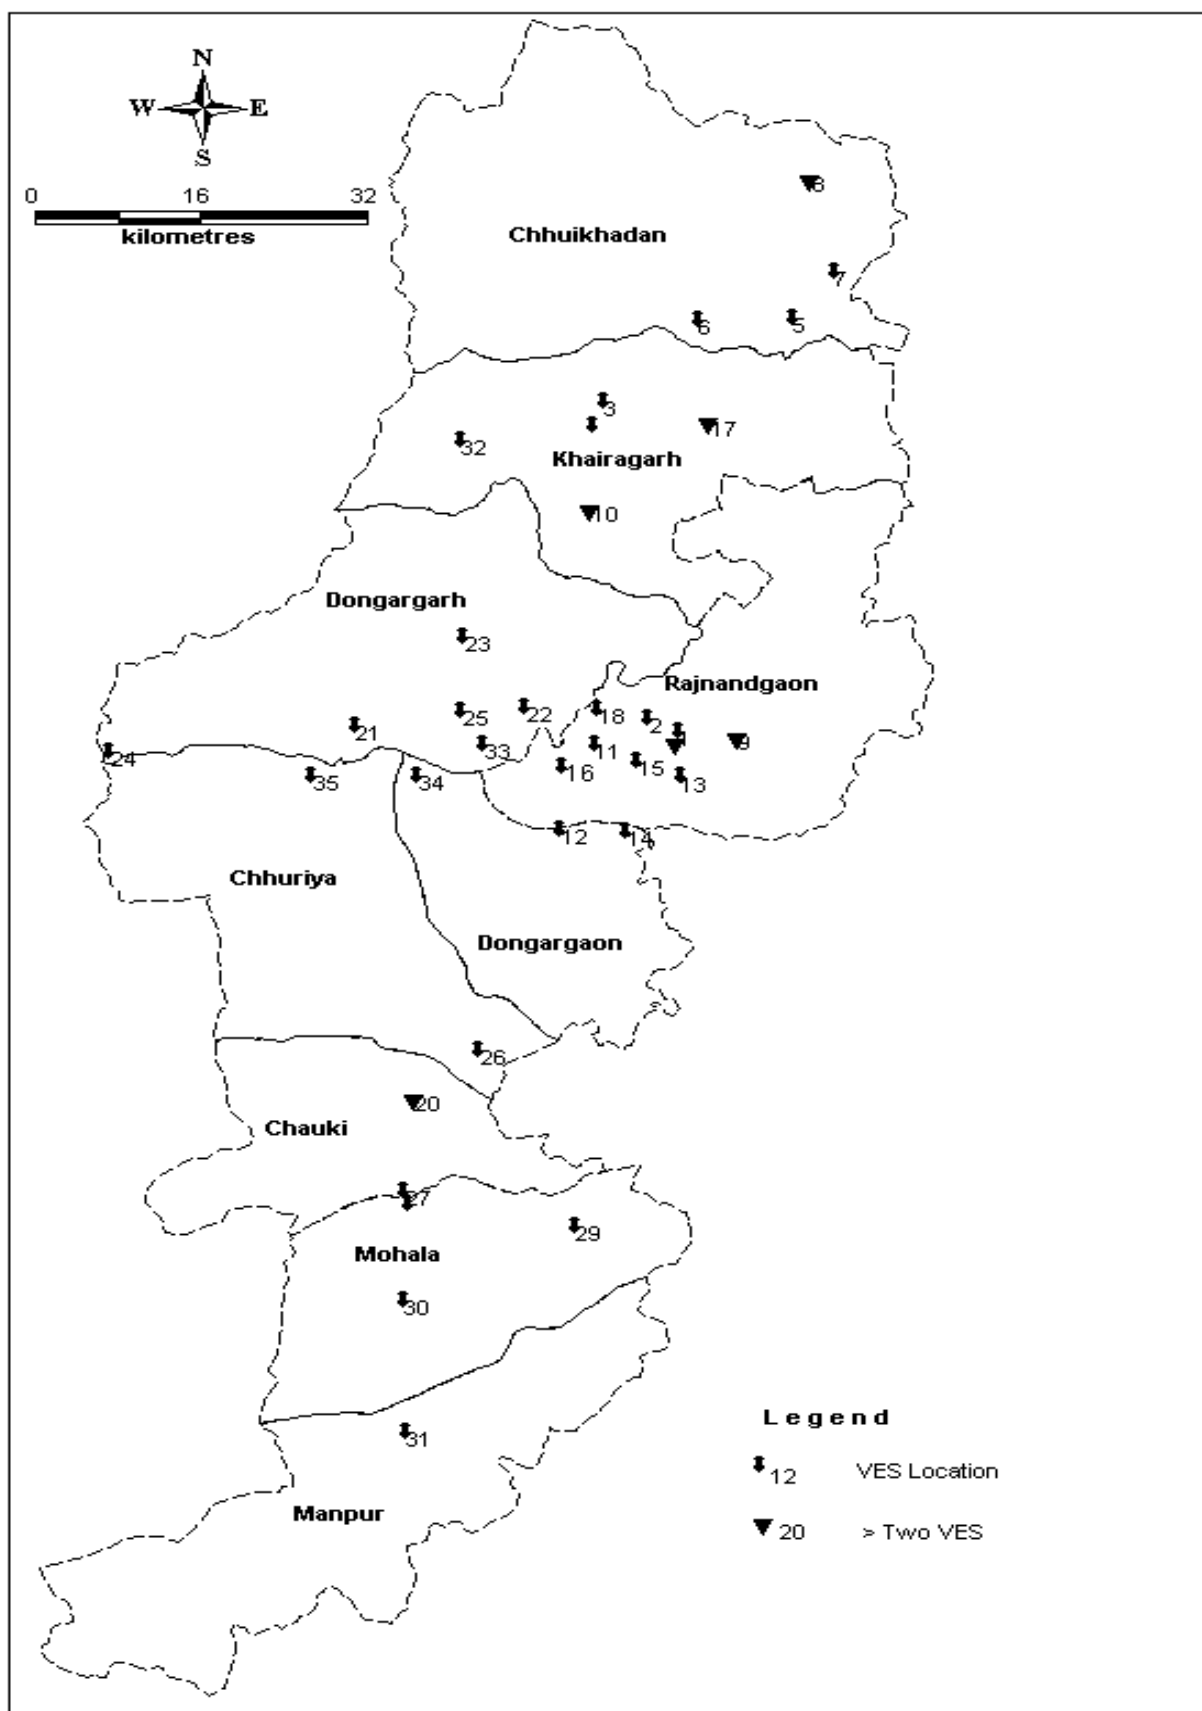 N
W E
S
0 16 32
kilometres
8
Chhuikhadan
7
6 5
3
17
32
Khairagarh
10
Dongargarh
23
Rajnandgaon
25 22 18 2
21
1 9
24 33 11
35 34 16 15 13
12 14
Chhuriya
Dongargaon
26
20
Chauki
27
29
Mohala
30
Legend
31
12 VES Location
Manpur
20 > Two VES